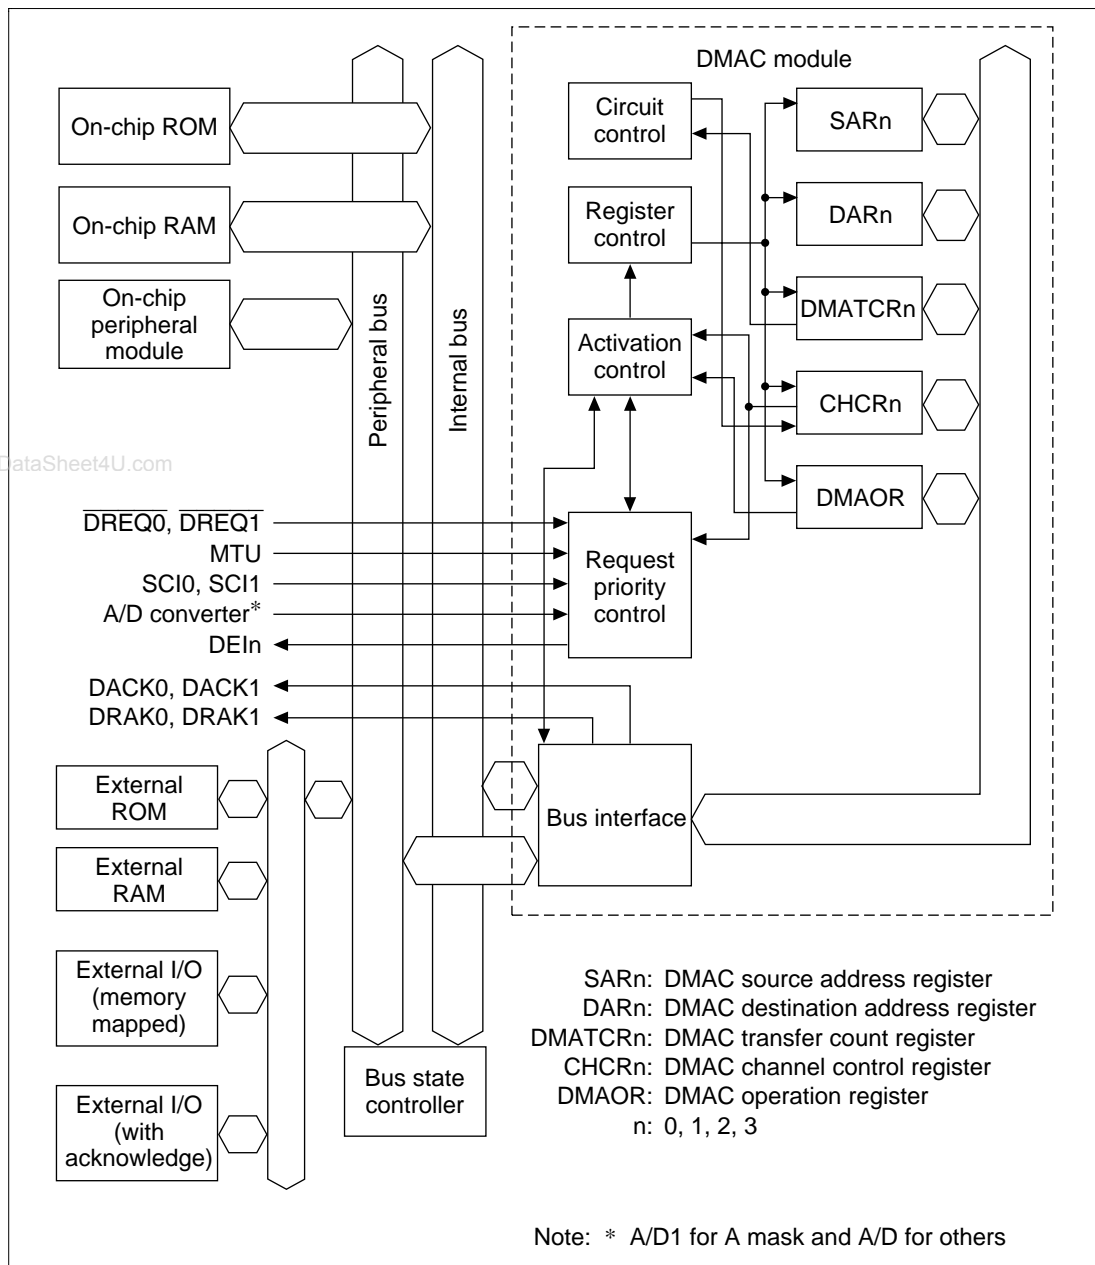 DMAC module
On-chip ROM
Circuit
control
SARn
On-chip RAM
Register
control
DARn
On-chip
peripheral
module
Peripheral bus
Internal bus
Activation
control
DMATCRn
CHCRn
DMAOR
DataSheet4U.com
DREQ0, DREQ1
MTU
SCI0, SCI1
A/D converter*
DEIn
Request
priority
control
DACK0, DACK1
DRAK0, DRAK1
External
ROM
Bus interface
External
RAM
External I/O
(memory
mapped)
External I/O
(with
acknowledge)
Bus state
controller
SARn: DMAC source address register
DARn: DMAC destination address register
DMATCRn: DMAC transfer count register
CHCRn: DMAC channel control register
DMAOR: DMAC operation register
n: 0, 1, 2, 3
Note: * A/D1 for A mask and A/D for others